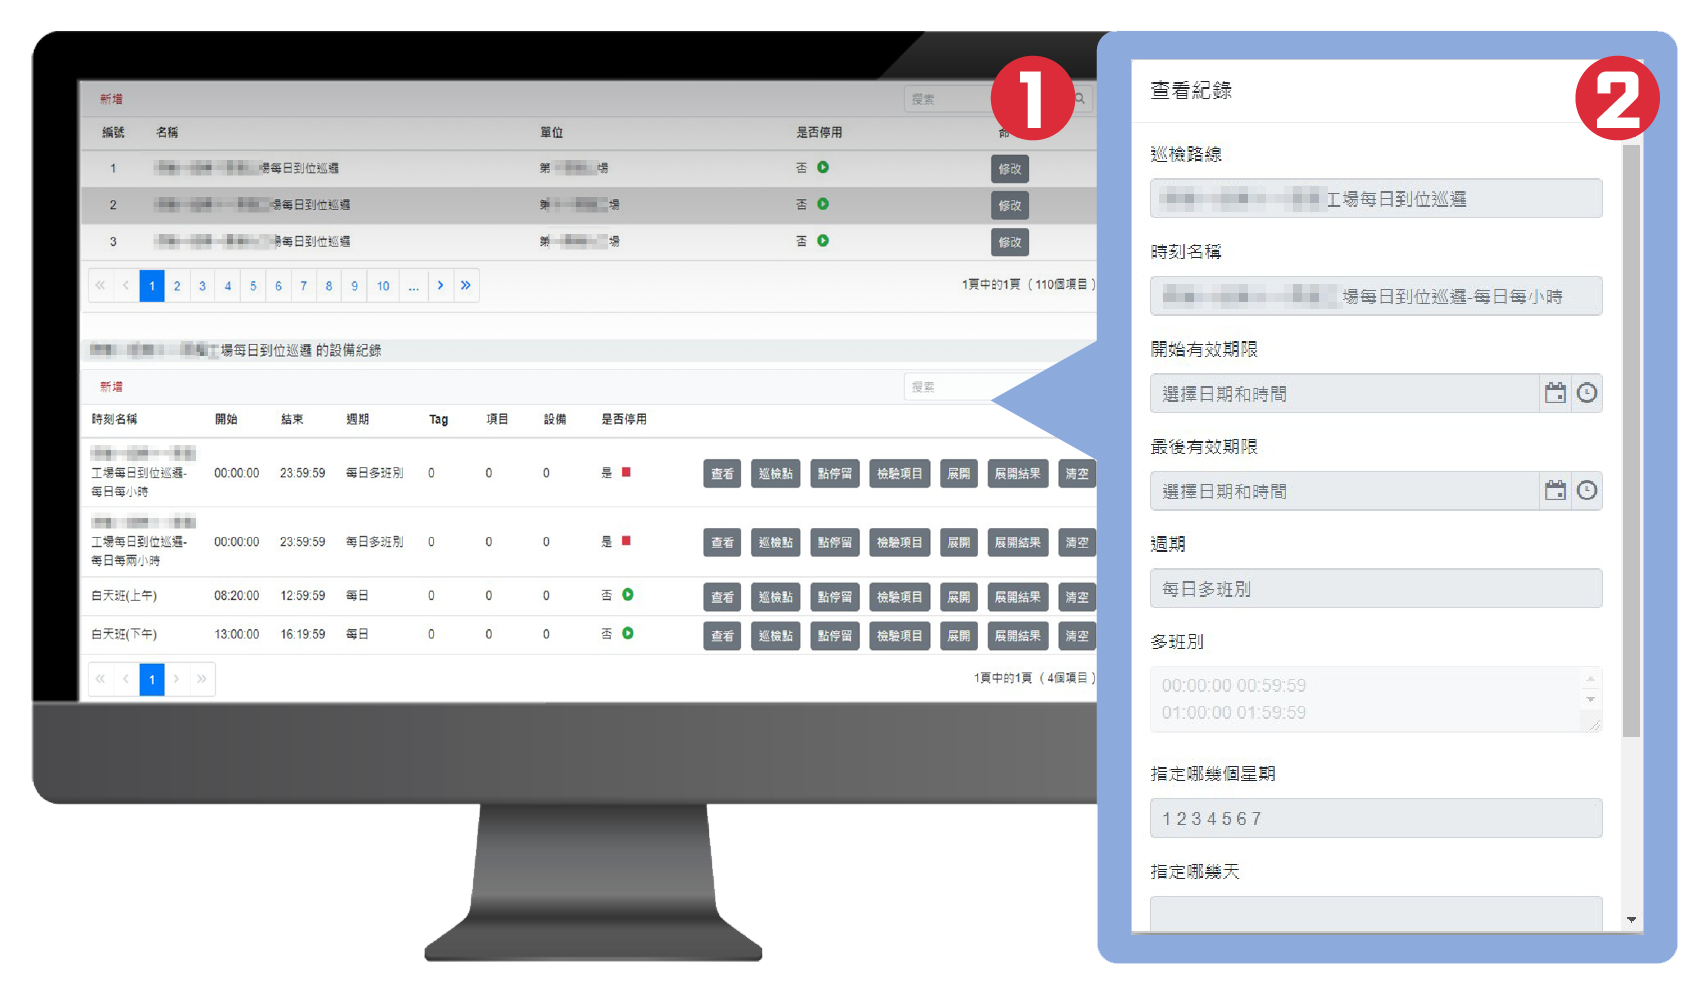 新增
搜索
1
編號 名稱 單位 是否停用
1 場每日到位巡邏 第 場 否 修改
2 場每日到位巡邏 第 場 否 修改
3 場每日到位巡邏 第 場 否 修改
« ‹ 1 2 3 4 5 6 7 8 9 10 ... › »
1頁中的1頁 ( 110個項目 )
工場每日到位巡邏 的設備紀錄
新增
搜索
時刻名稱 開始 結束 週期 Tag 項目 設備 是否停用
工場每日到位巡邏-
每日每小時
00:00:00 23:59:59 每日多班別 0 0 0 是 查看 巡檢點 點停留 檢驗項目 展開 展開結果 清空
工場每日到位巡邏-
每日每兩小時
00:00:00 23:59:59 每日多班別 0 0 0 是 查看 巡檢點 點停留 檢驗項目 展開 展開結果 清空
白天班(上午) 08:20:00 12:59:59 每日 0 0 0 否 查看 巡檢點 點停留 檢驗項目 展開 展開結果 清空
白天班(下午) 13:00:00 16:19:59 每日 0 0 0 否 查看 巡檢點 點停留 檢驗項目 展開 展開結果 清空
« ‹ 1 › »
1頁中的1頁 ( 4個項目 )
2
查看紀錄
巡檢路線
工場每日到位巡邏
時刻名稱
場每日到位巡邏-每日每小時
開始有效期限
選擇日期和時間
最後有效期限
選擇日期和時間
週期
每日多班別
多班別
00:00:00 00:59:59
01:00:00 01:59:59
指定哪幾個星期
1 2 3 4 5 6 7
指定哪幾天